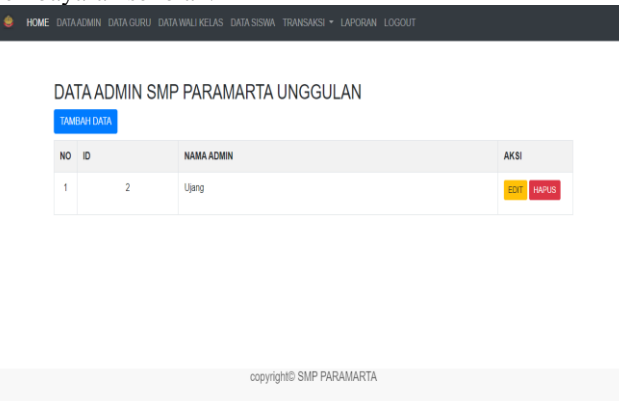 HOME DATA ADMIN DATA GURU DATA WALI KELAS DATA SISWA TRANSAKSI LAPORAN LOGOUT
DATA ADMIN SMP PARAMARTA UNGGULAN
TAMBAH DATA
NO ID NAMA ADMIN AKSI
1 2 Ujang EDIT HAPUS
copyright© SMP PARAMARTA